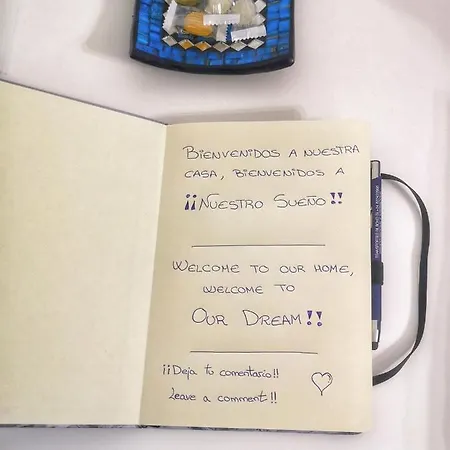 BIENVENIDOS A NUESTRA
CASA, BIENVENIDOS A
¡¡NUESTRO SUEÑO!!
WELCOME TO OUR HOME,
WELCOME TO
OUR DREAM!!
¡¡Deja tu comentario!!
Leave a comment!!